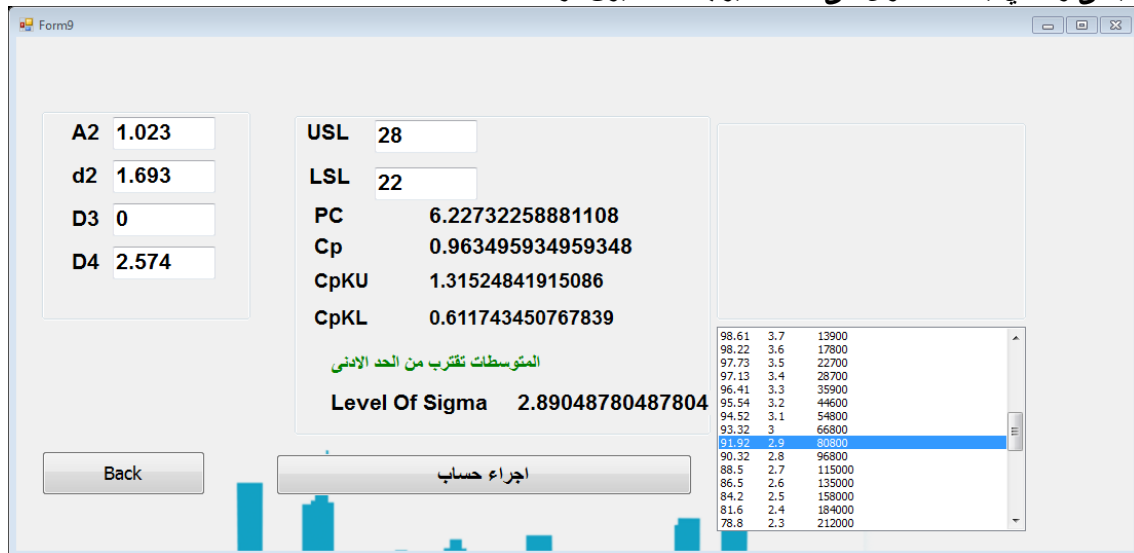 Form9
A2 1.023
d2 1.693
D3 0
D4 2.574
USL 28
LSL 22
PC 6.22732258881108
Cp 0.963495934959348
CpKU 1.31524841915086
CpKL 0.611743450767839
المتوسطات تقترب من الحد الادنى
Level Of Sigma 2.89048780487804
98.61 3.7 13900
98.22 3.6 17800
97.73 3.5 22700
97.13 3.4 28700
96.41 3.3 35900
95.54 3.2 44600
94.52 3.1 54800
93.32 3 66800
91.92 2.9 80800
90.32 2.8 96800
88.5 2.7 115000
86.5 2.6 135000
84.2 2.5 158000
81.6 2.4 184000
78.8 2.3 212000
Back
اجراء حساب